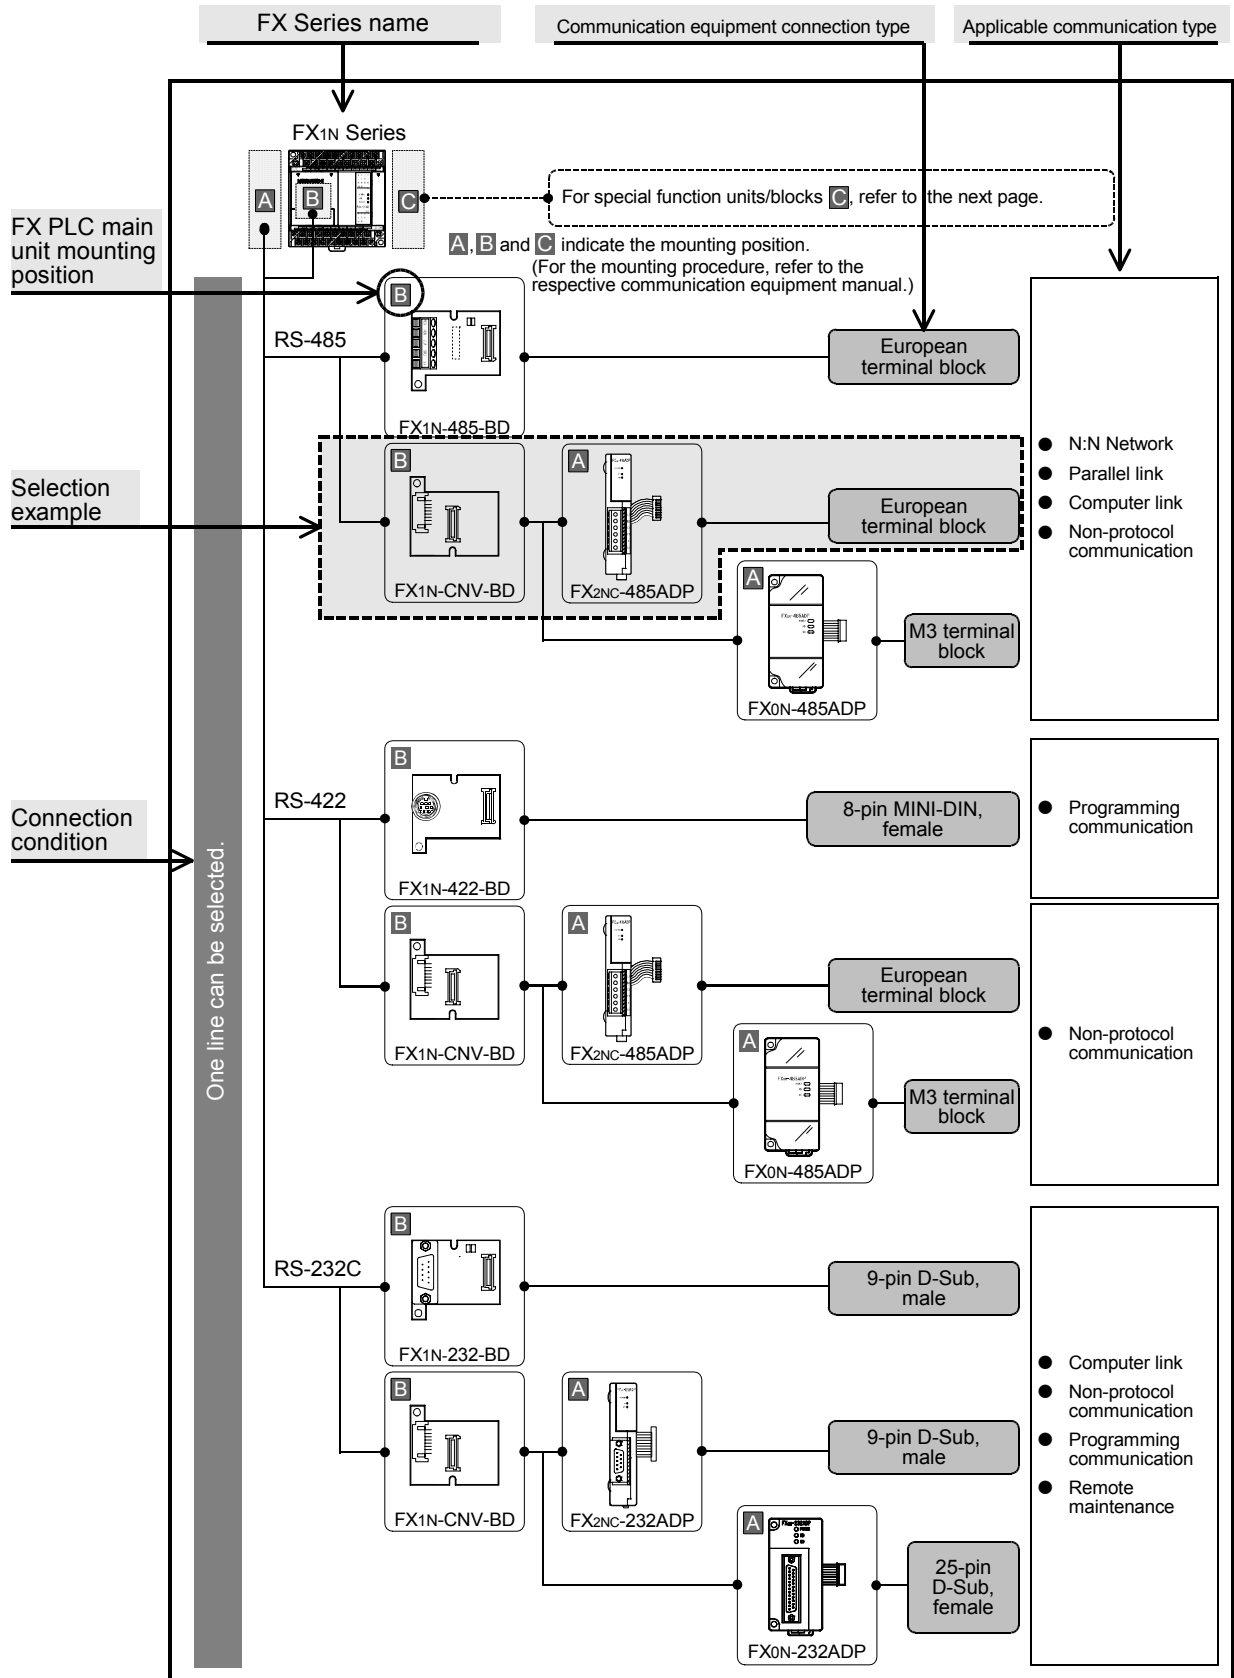 FX Series name
Communication equipment connection type
Applicable communication type
FX1N Series
A
B
C
For special function units/blocks C, refer to the next page.
FX PLC main
unit mounting
position
A, B and C indicate the mounting position.
(For the mounting procedure, refer to the
respective communication equipment manual.)
B
RS-485
European
terminal block
FX1N-485-BD
Selection
example
B
A
European
terminal block
FX1N-CNV-BD
FX2NC-485ADP
A
M3 terminal
block
FX0N-485ADP
● N:N Network
● Parallel link
● Computer link
● Non-protocol
communication
Connection
condition
One line can be selected.
B
RS-422
8-pin MINI-DIN,
female
FX1N-422-BD
● Programming
communication
B
A
European
terminal block
FX1N-CNV-BD
FX2NC-485ADP
A
M3 terminal
block
FX0N-485ADP
● Non-protocol
communication
B
RS-232C
9-pin D-Sub,
male
FX1N-232-BD
B
A
9-pin D-Sub,
male
FX1N-CNV-BD
FX2NC-232ADP
A
25-pin
D-Sub,
female
FX0N-232ADP
● Computer link
● Non-protocol
communication
● Programming
communication
● Remote
maintenance